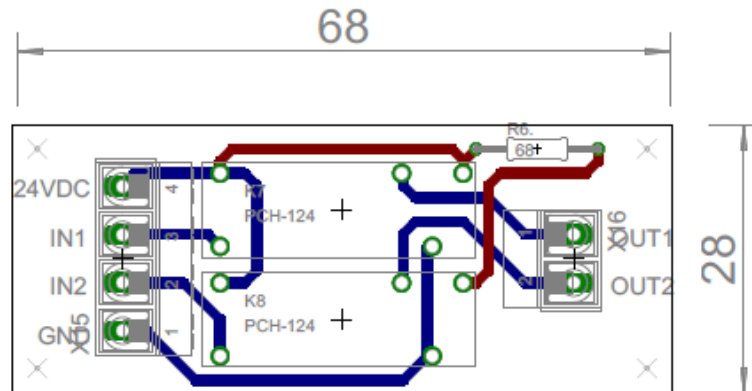 68
R6.
68
24VDC
4
K7
PCH-124
IN1
3
1
X16
OUT1
IN2
2
2
OUT2
28
K8
PCH-124
GND
X15
1